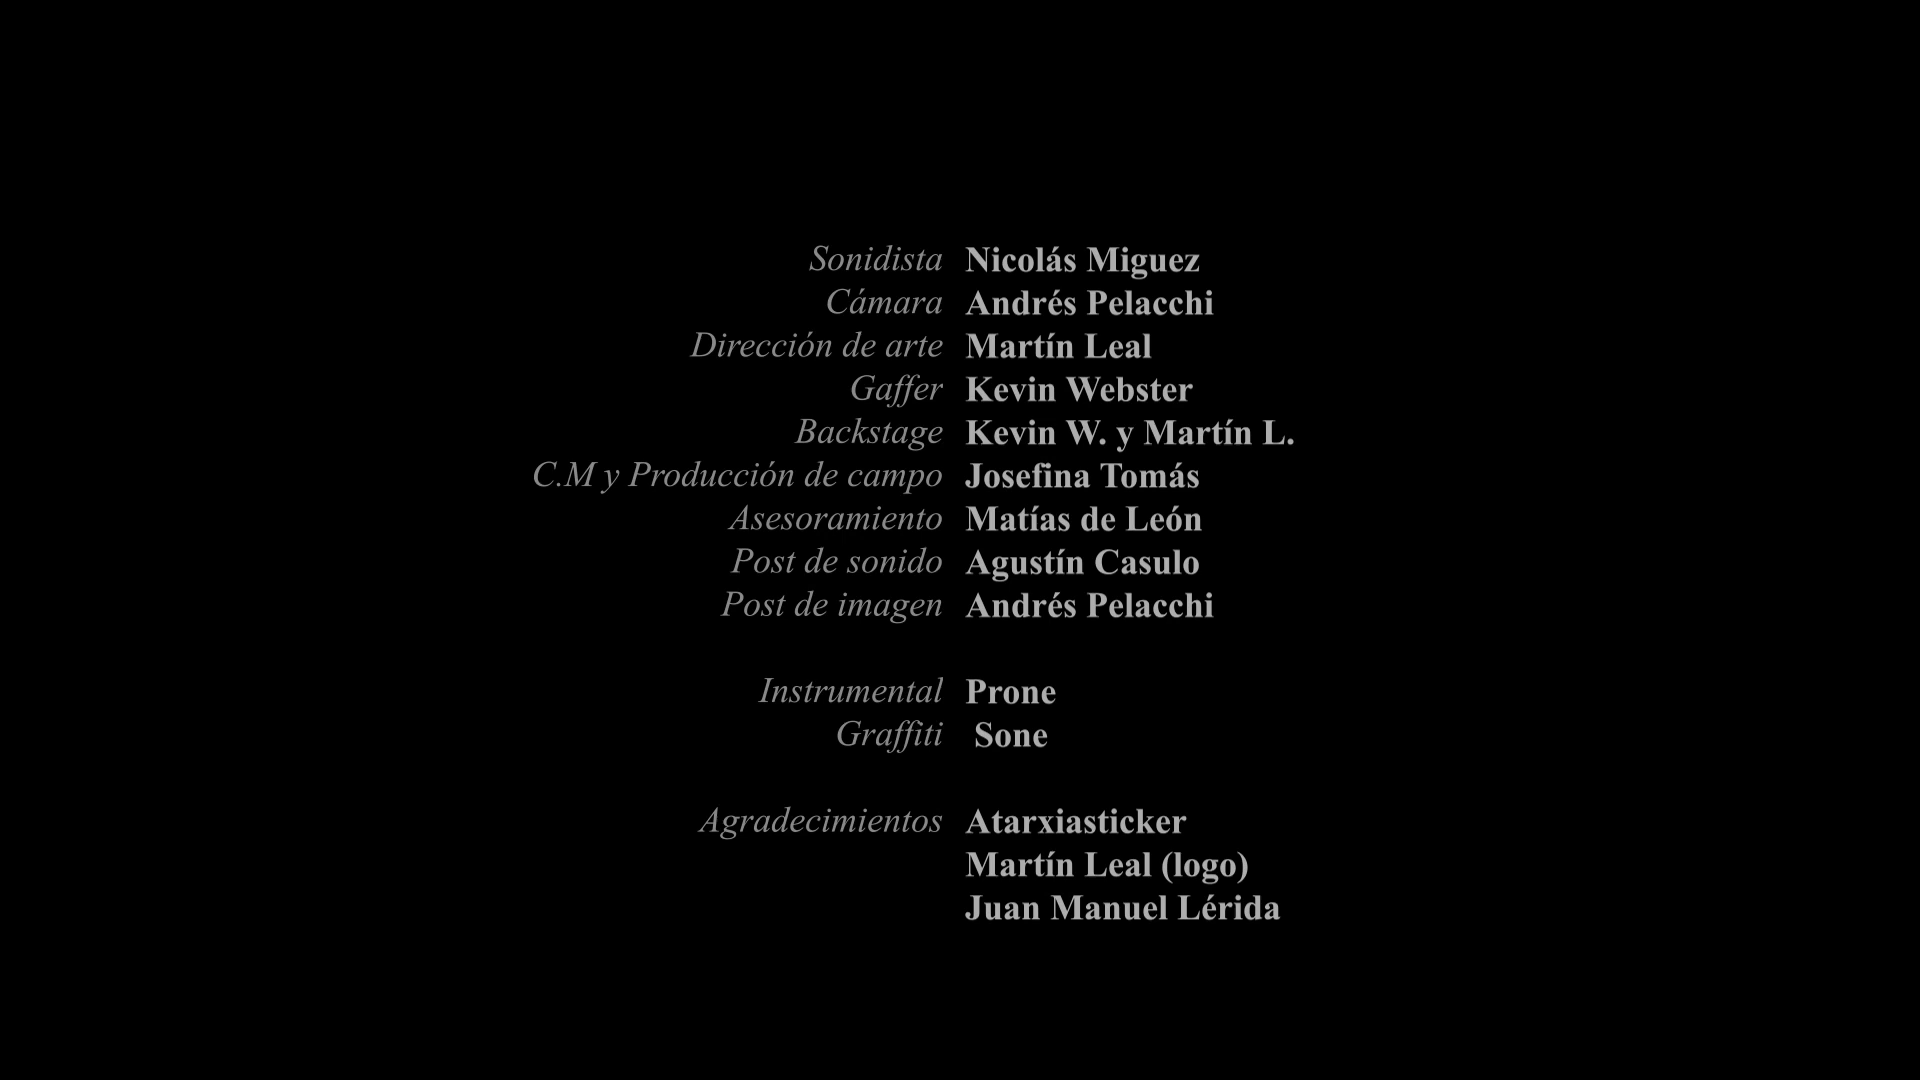 Sonidista Nicolás Miguez
Cámara Andrés Pelacchi
Dirección de arte Martín Leal
Gaffer Kevin Webster
Backstage Kevin W. y Martín L.
C.M y Producción de campo Josefina Tomás
Asesoramiento Matías de León
Post de sonido Agustín Casulo
Post de imagen Andrés Pelacchi
Instrumental Prone
Graffiti Sone
Agradecimientos Atarxiasticker
Martín Leal (logo)
Juan Manuel Lérida